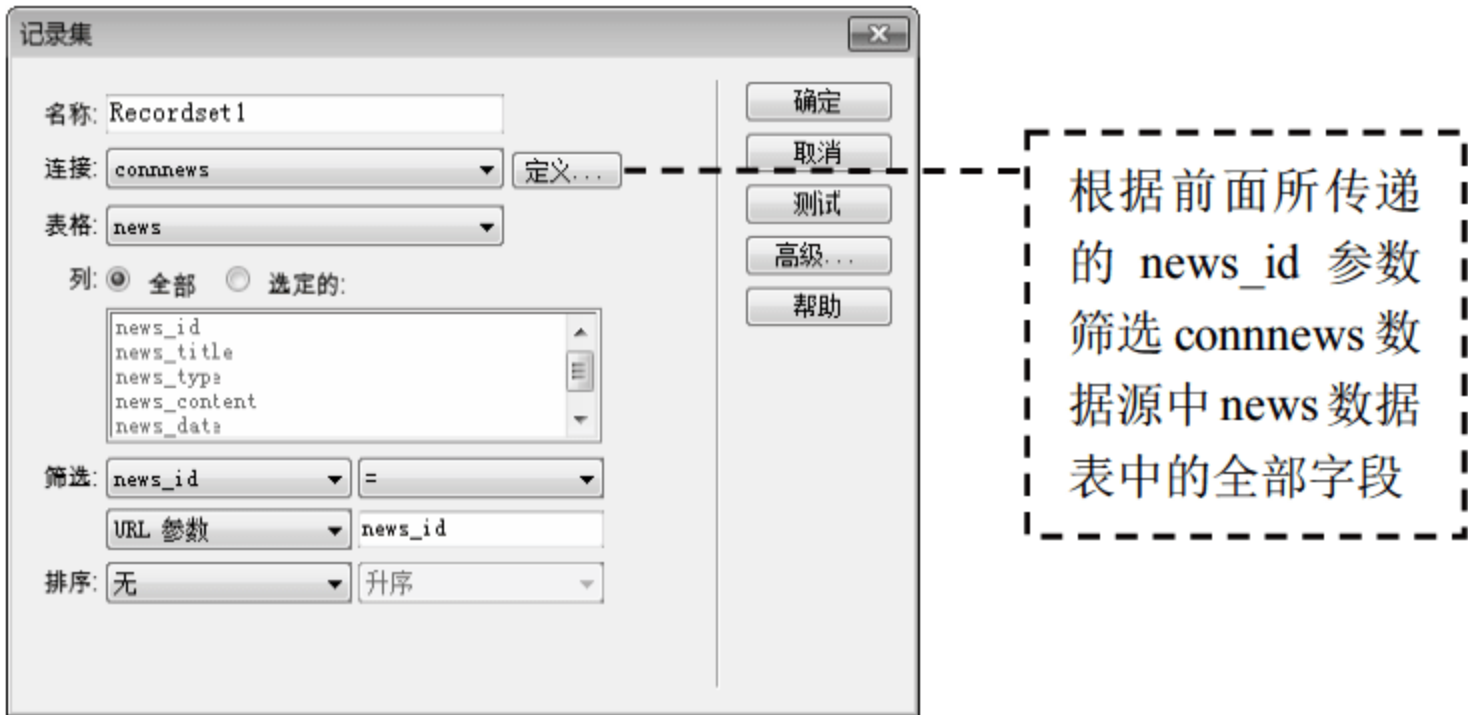 记录集
名称: Recordset1
连接: connnews 定义...
表格: news
列: 全部 选定的:
news_id
news_title
news_type
news_content
news_date
筛选: news_id =
URL 参数 news_id
排序: 无 升序
确定
取消
测试
高级...
帮助
根据前面所传递
的 news_id 参数
筛选 connnews 数
据源中 news 数据
表中的全部字段